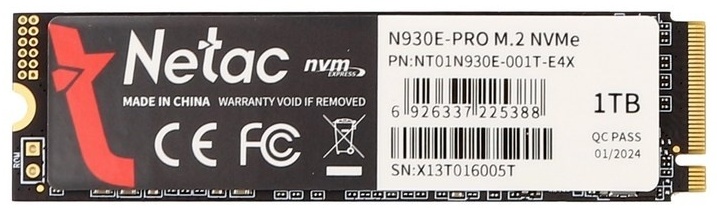 Netac
nvm
EXPRESS
MADE IN CHINA WARRANTY VOID IF REMOVED
CE FC
N930E-PRO M.2 NVMe
PN:NT01N930E-001T-E4X
6 926337 225388
1TB
QC PASS
01/2024
SN:X13T016005T